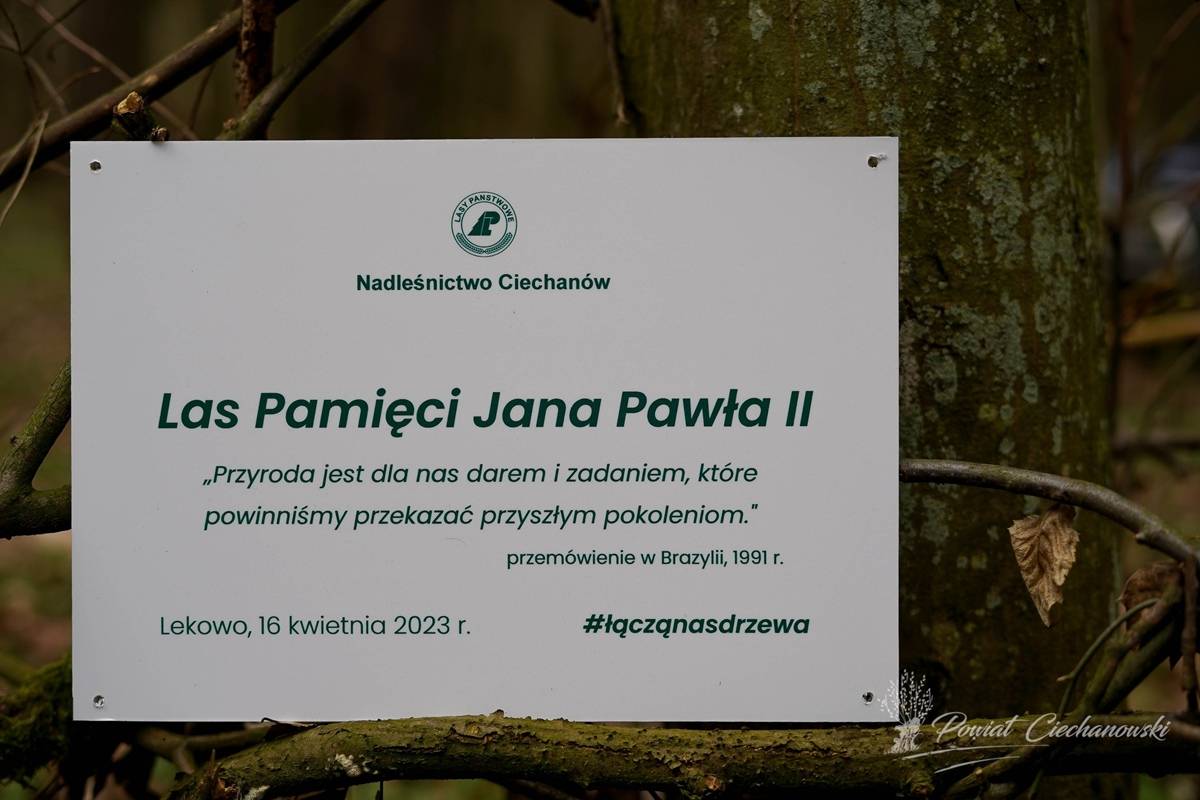 LASY PAŃSTWOWE
Nadleśnictwo Ciechanów
Las Pamięci Jana Pawła II
„Przyroda jest dla nas darem i zadaniem, które
powinniśmy przekazać przyszłym pokoleniom."
przemówienie w Brazylii, 1991 r.
Lekowo, 16 kwietnia 2023 r.
#łącząnasdrzewa
Powiat Ciechanowski